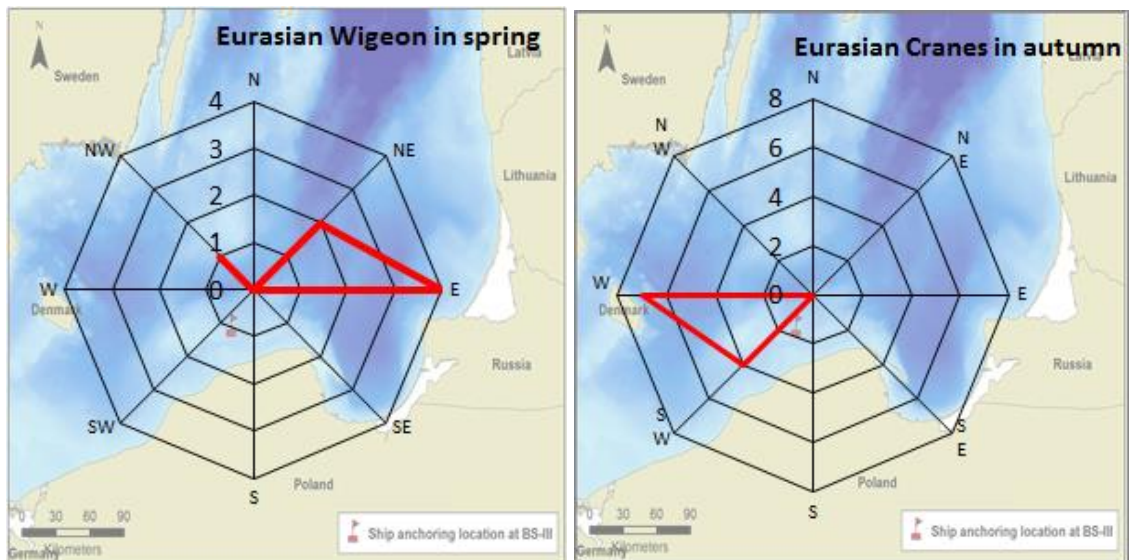 Eurasian Wigeon in spring
N
Sweden
Latvia
N
4
3
2
1
0
NW
NE
Lithuania
W
E
Denmark
Russia
SW
SE
S
Poland
0 30 60 90
Kilometers
Germany
Ship anchoring location at BS-III
Eurasian Cranes in autumn
N
Sweden
Latvia
N
8
6
4
2
0
N
W
N
E
Lithuania
W
E
Denmark
Russia
S
W
S
E
Poland
S
0 30 60 90
Kilometers
Germany
Ship anchoring location at BS-III